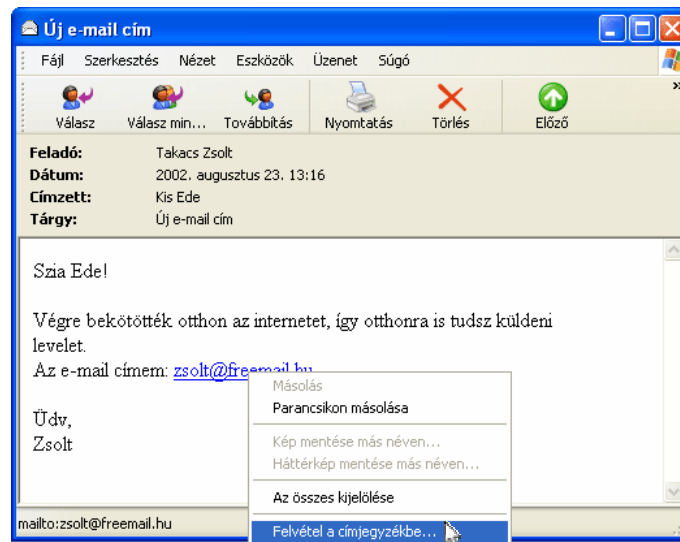 Új e-mail cím
Fájl Szerkesztés Nézet Eszközök Üzenet Súgó
Válasz Válasz min... Továbbítás Nyomtatás Törlés Előző
Feladó: Takacs Zsolt
Dátum: 2002. augusztus 23. 13:16
Címzett: Kis Ede
Tárgy: Új e-mail cím
Szia Ede!
Végre bekötötték otthon az internetet, így otthonra is tudsz küldeni
levelet.
Az e-mail címem: zsolt@freemail.hu
Másolás
Parancsikon másolása
Üdv,
Zsolt
Kép mentése más néven...
Háttérkép mentése más néven...
Az összes kijelölése
Felvétel a címjegyzékbe...
mailto:zsolt@freemail.hu